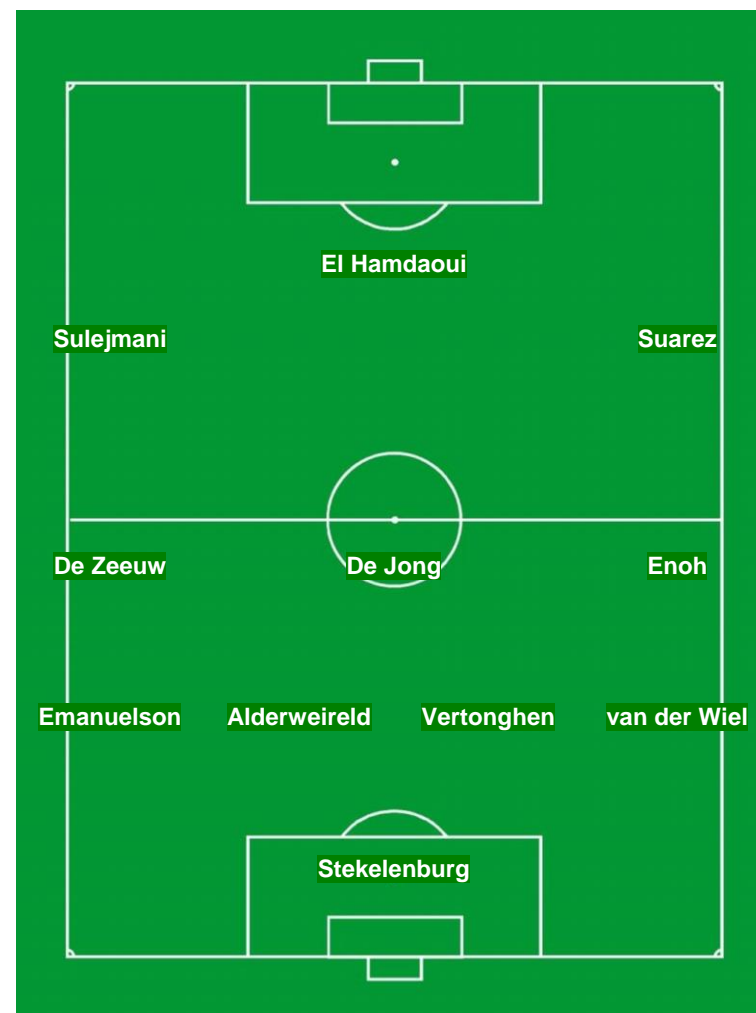 El Hamdaoui
Sulejmani Suarez
De Zeeuw De Jong Enoh
Emanuelson Alderweireld Vertonghen van der Wiel
Stekelenburg